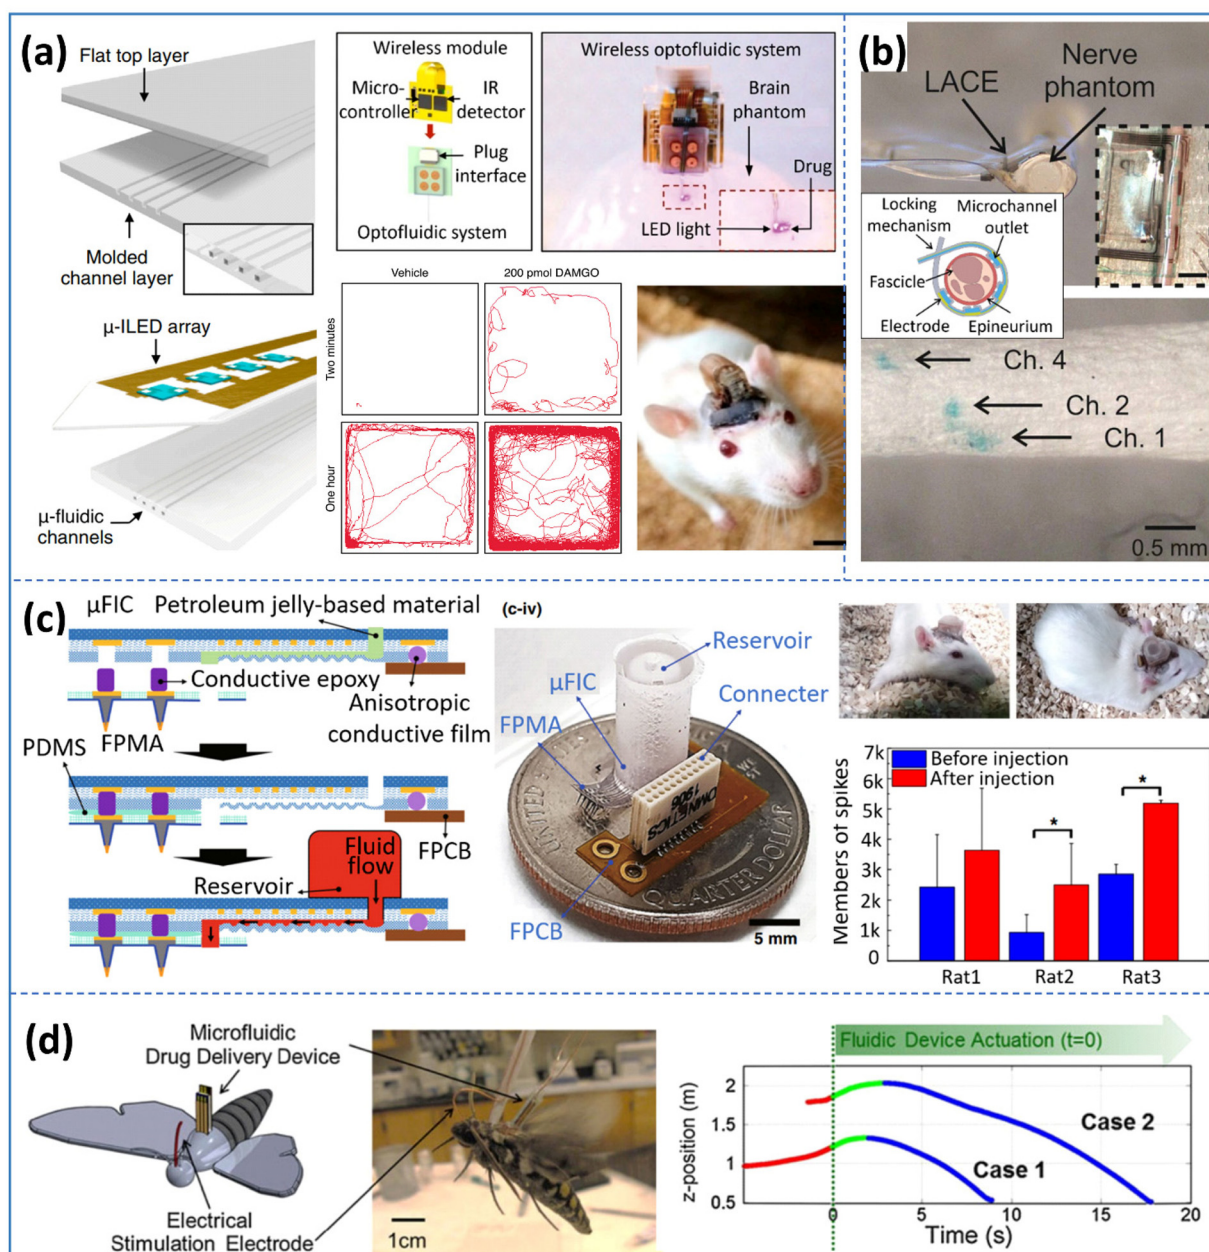 (a)
Flat top layer
Molded
channel layer
μ-ILED array
μ-fluidic
channels
Wireless module
Micro-
controller
IR
detector
Plug
interface
Optofluidic system
Wireless optofluidic system
Brain
phantom
Drug
LED light
Vehicle
200 pmol DAMGO
Two minutes
One hour
(b)
LACE
Nerve
phantom
Locking
mechanism
Microchannel
outlet
Fascicle
Electrode
Epineurium
Ch. 4
Ch. 2
Ch. 1
0.5 mm
(c)
μFIC
Petroleum jelly-based material
Conductive epoxy
Anisotropic
conductive film
PDMS
FPMA
FPCB
Fluid
flow
Reservoir
(c-iv)
Reservoir
μFIC
Connecter
FPMA
OMNETICS
1906
UNITED
QUARTER DOLLAR
FPCB
5 mm
Members of spikes
7k
6k
5k
4k
3k
2k
1k
0
Before injection
After injection
*
*
Rat1
Rat2
Rat3
(d)
Microfluidic
Drug Delivery Device
Electrical
Stimulation Electrode
1cm
Fluidic Device Actuation (t=0)
z-position (m)
2
1.5
1
0.5
Case 2
Case 1
0
5
10
15
20
Time (s)